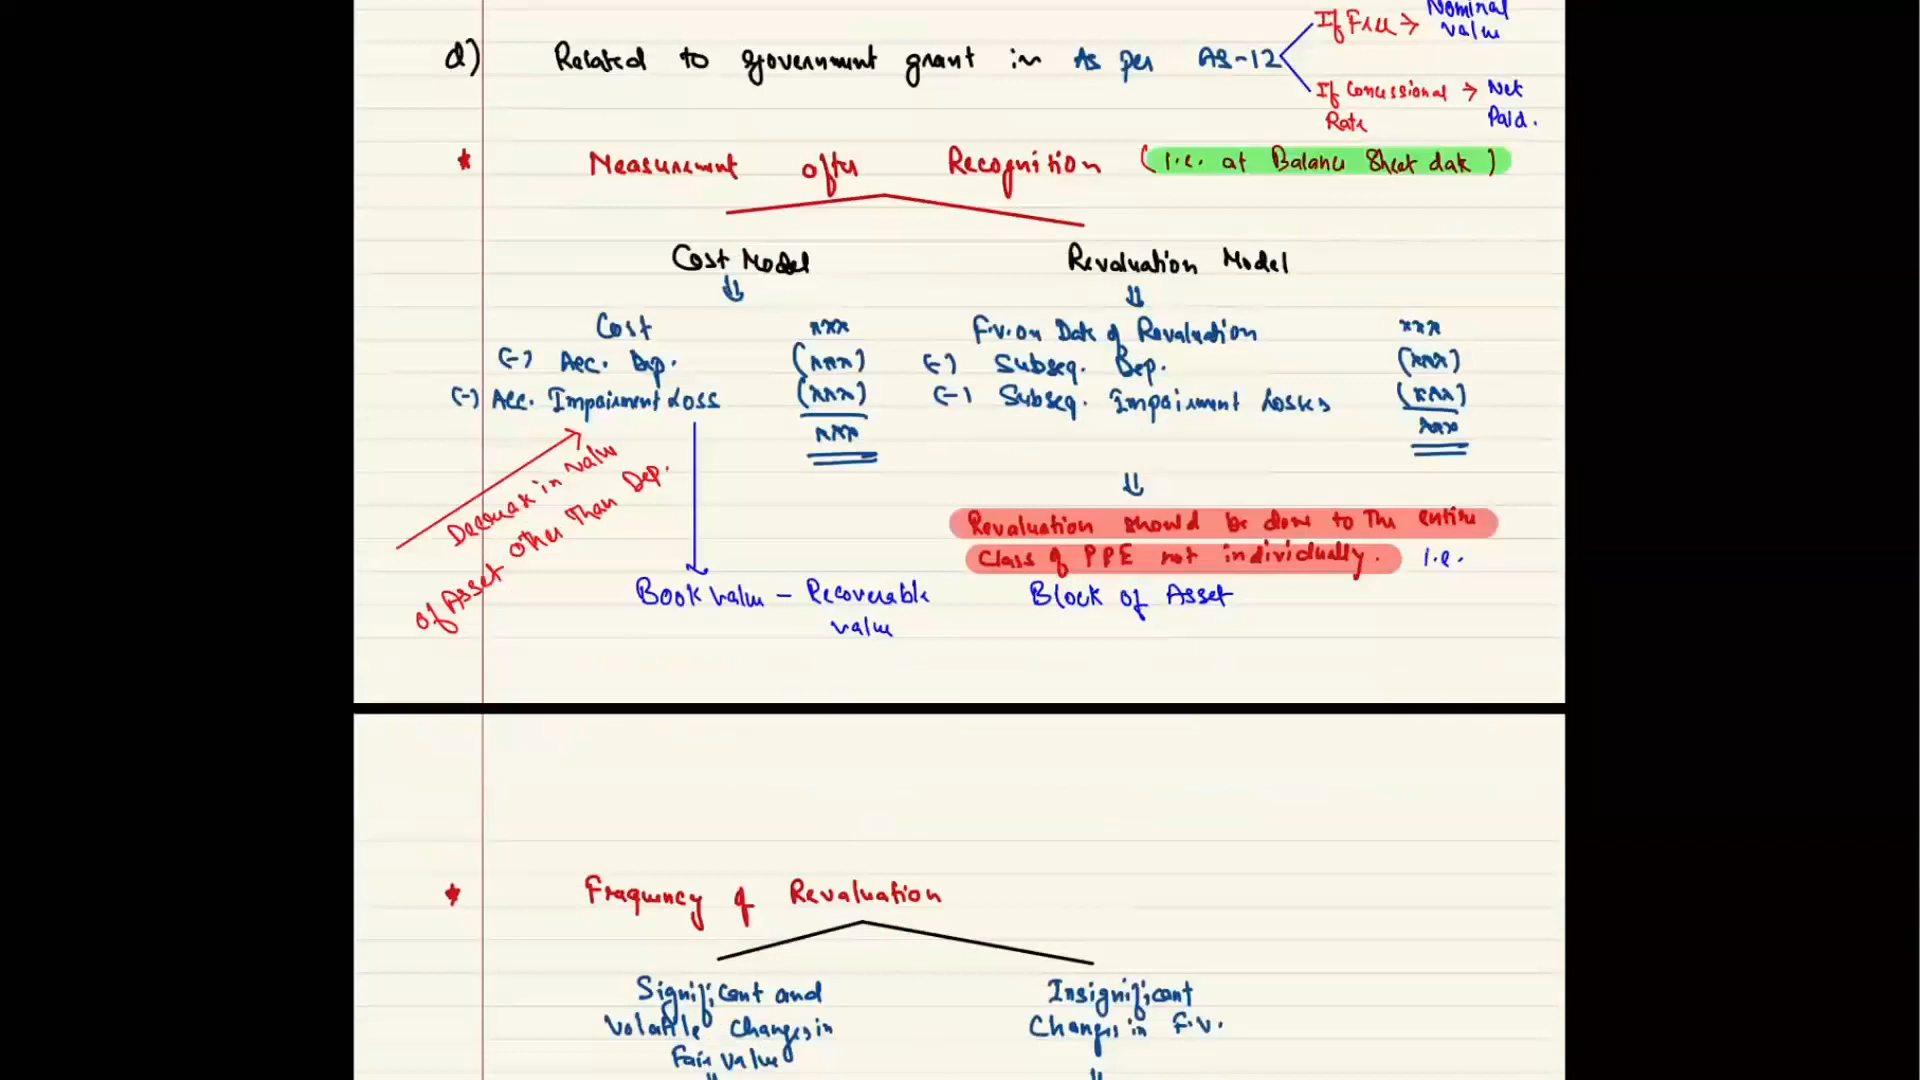 If Free → Nominal value
d) Related to government grant in As per AS-12
If Concessional Rate → Net Paid.
* Measurement after Recognition (i.e. at Balance Sheet date)
Cost Model Revaluation Model
Cost xxx F.V. on Date of Revaluation xxx
(-) Acc. Dep. (xxx) (-) Subseq. Dep. (xxx)
(-) Acc. Impairment Loss (xxx) (-) Subseq. Impairment Losses (xxx)
xxx xxx
Decrease in value
of Asset other Than Dep.
Revaluation should be done to The entire
Class of PPE not individually. i.e.
Book value - Recoverable value
Block of Asset
* Frequency of Revaluation
Significant and Insignificant
Volatile Changes in Changes in F.V.
Fair value